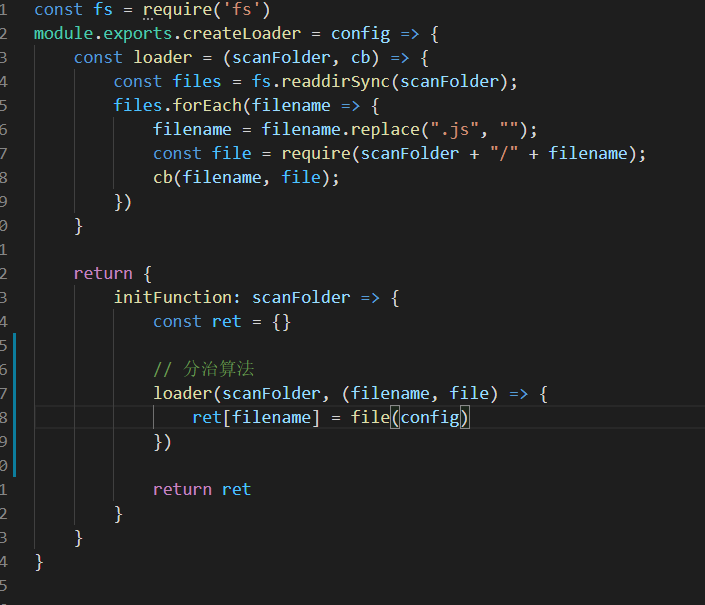 1 const fs = require('fs')
2 module.exports.createLoader = config => {
3     const loader = (scanFolder, cb) => {
4         const files = fs.readdirSync(scanFolder);
5         files.forEach(filename => {
6             filename = filename.replace(".js", "");
7             const file = require(scanFolder + "/" + filename);
8             cb(filename, file);
9         })
0     }
1
2     return {
3         initFunction: scanFolder => {
4             const ret = {}
5
6             // 分治算法
7             loader(scanFolder, (filename, file) => {
8                 ret[filename] = file(config)
9             })
0
1             return ret
2         }
3     }
4 }
5